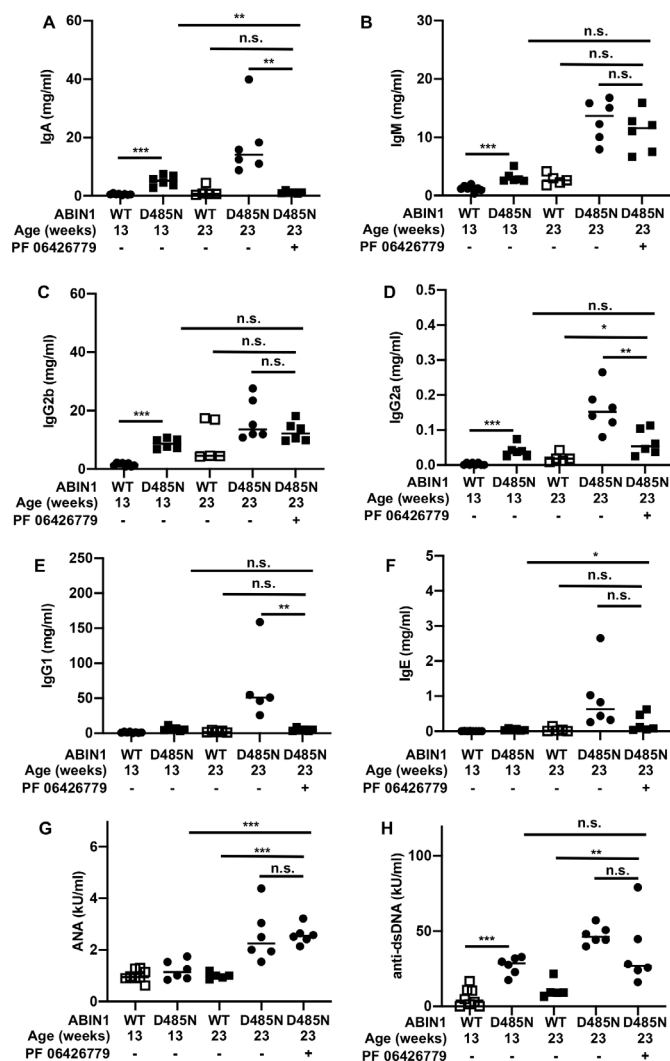 A
**
n.s.
**
***
IgA (mg/ml)
60
40
20
0
ABIN1 WT D485N WT D485N D485N
Age (weeks) 13 13 23 23 23
PF 06426779 - - - - +
B
n.s.
n.s.
n.s.
***
IgM (mg/ml)
30
20
10
0
ABIN1 WT D485N WT D485N D485N
Age (weeks) 13 13 23 23 23
PF 06426779 - - - - +
C
n.s.
n.s.
n.s.
***
IgG2b (mg/ml)
60
40
20
0
ABIN1 WT D485N WT D485N D485N
Age (weeks) 13 13 23 23 23
PF 06426779 - - - - +
D
n.s.
*
**
***
IgG2a (mg/ml)
0.5
0.4
0.3
0.2
0.1
0.0
ABIN1 WT D485N WT D485N D485N
Age (weeks) 13 13 23 23 23
PF 06426779 - - - - +
E
n.s.
n.s.
**
IgG1 (mg/ml)
250
200
150
100
50
0
ABIN1 WT D485N WT D485N D485N
Age (weeks) 13 13 23 23 23
PF 06426779 - - - - +
F
*
n.s.
n.s.
IgE (mg/ml)
5
4
3
2
1
0
ABIN1 WT D485N WT D485N D485N
Age (weeks) 13 13 23 23 23
PF 06426779 - - - - +
G
***
***
n.s.
ANA (kU/ml)
6
4
2
0
ABIN1 WT D485N WT D485N D485N
Age (weeks) 13 13 23 23 23
PF 06426779 - - - - +
H
n.s.
**
n.s.
***
anti-dsDNA (kU/ml)
100
50
0
ABIN1 WT D485N WT D485N D485N
Age (weeks) 13 13 23 23 23
PF 06426779 - - - - +